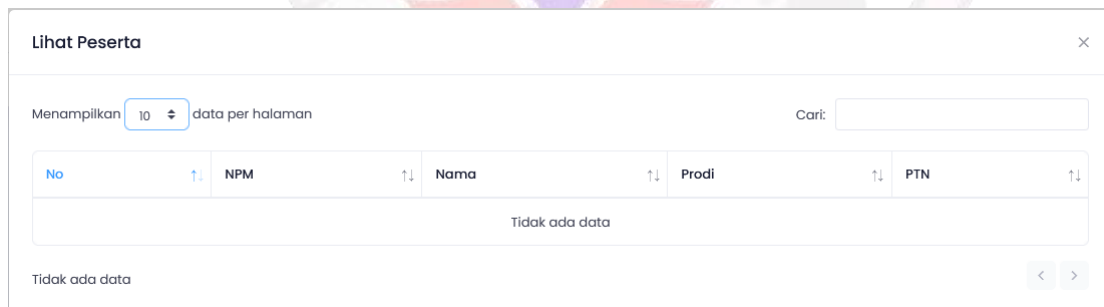 Lihat Peserta
Menampilkan 10 data per halaman Cari:
No NPM Nama Prodi PTN
Tidak ada data
Tidak ada data